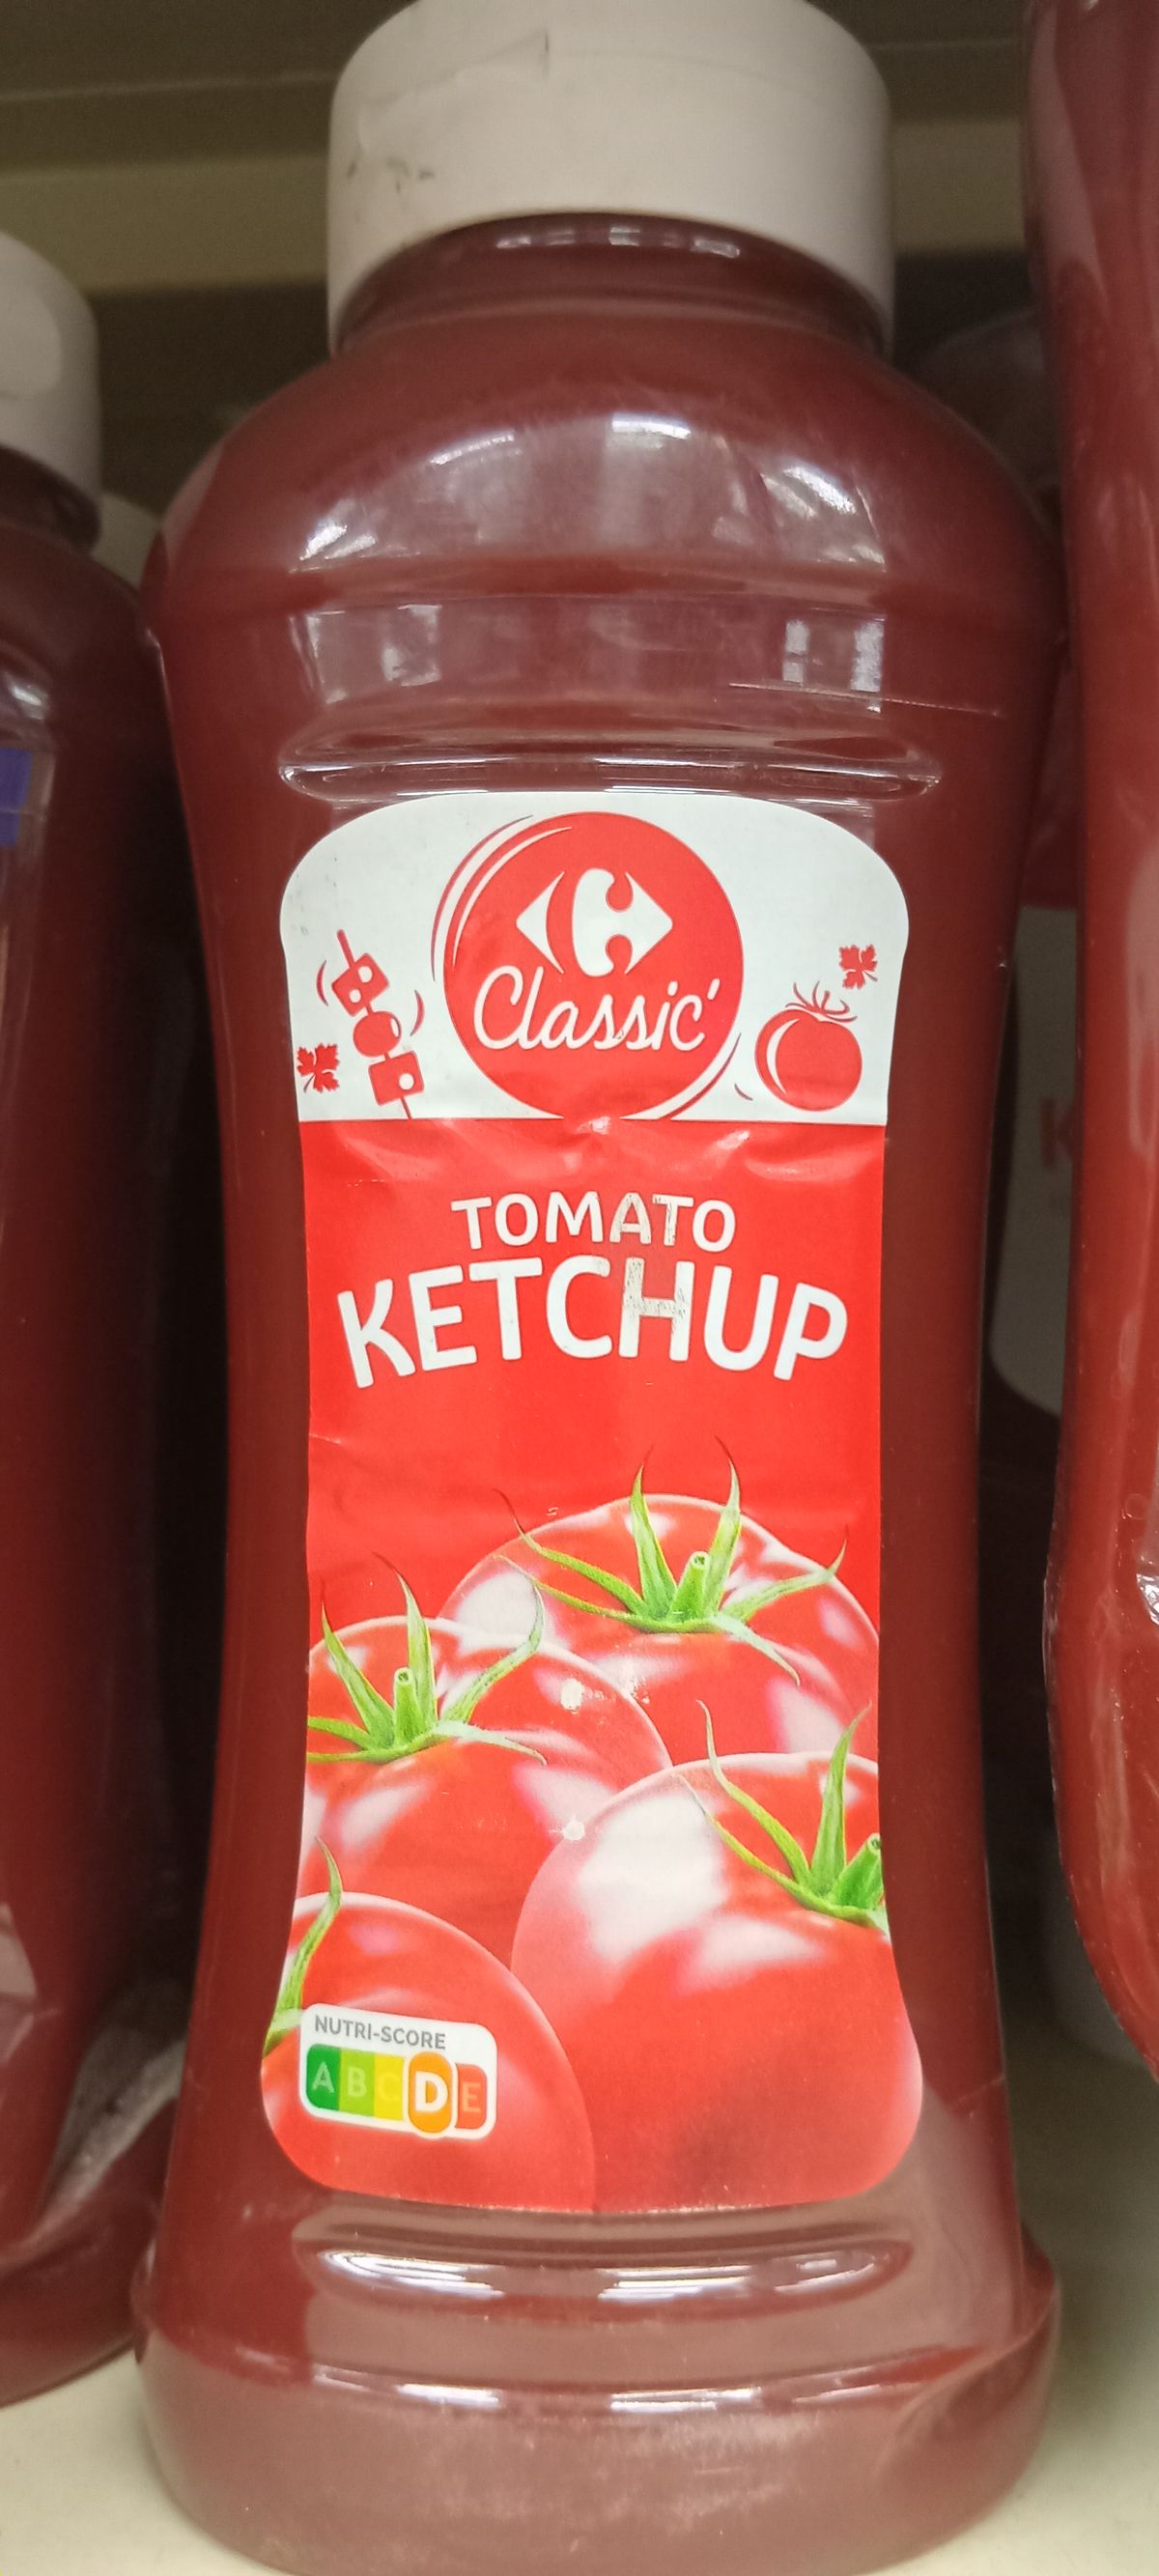 Classic'
TOMATO
KETCHUP
NUTRI-SCORE
A B C D E